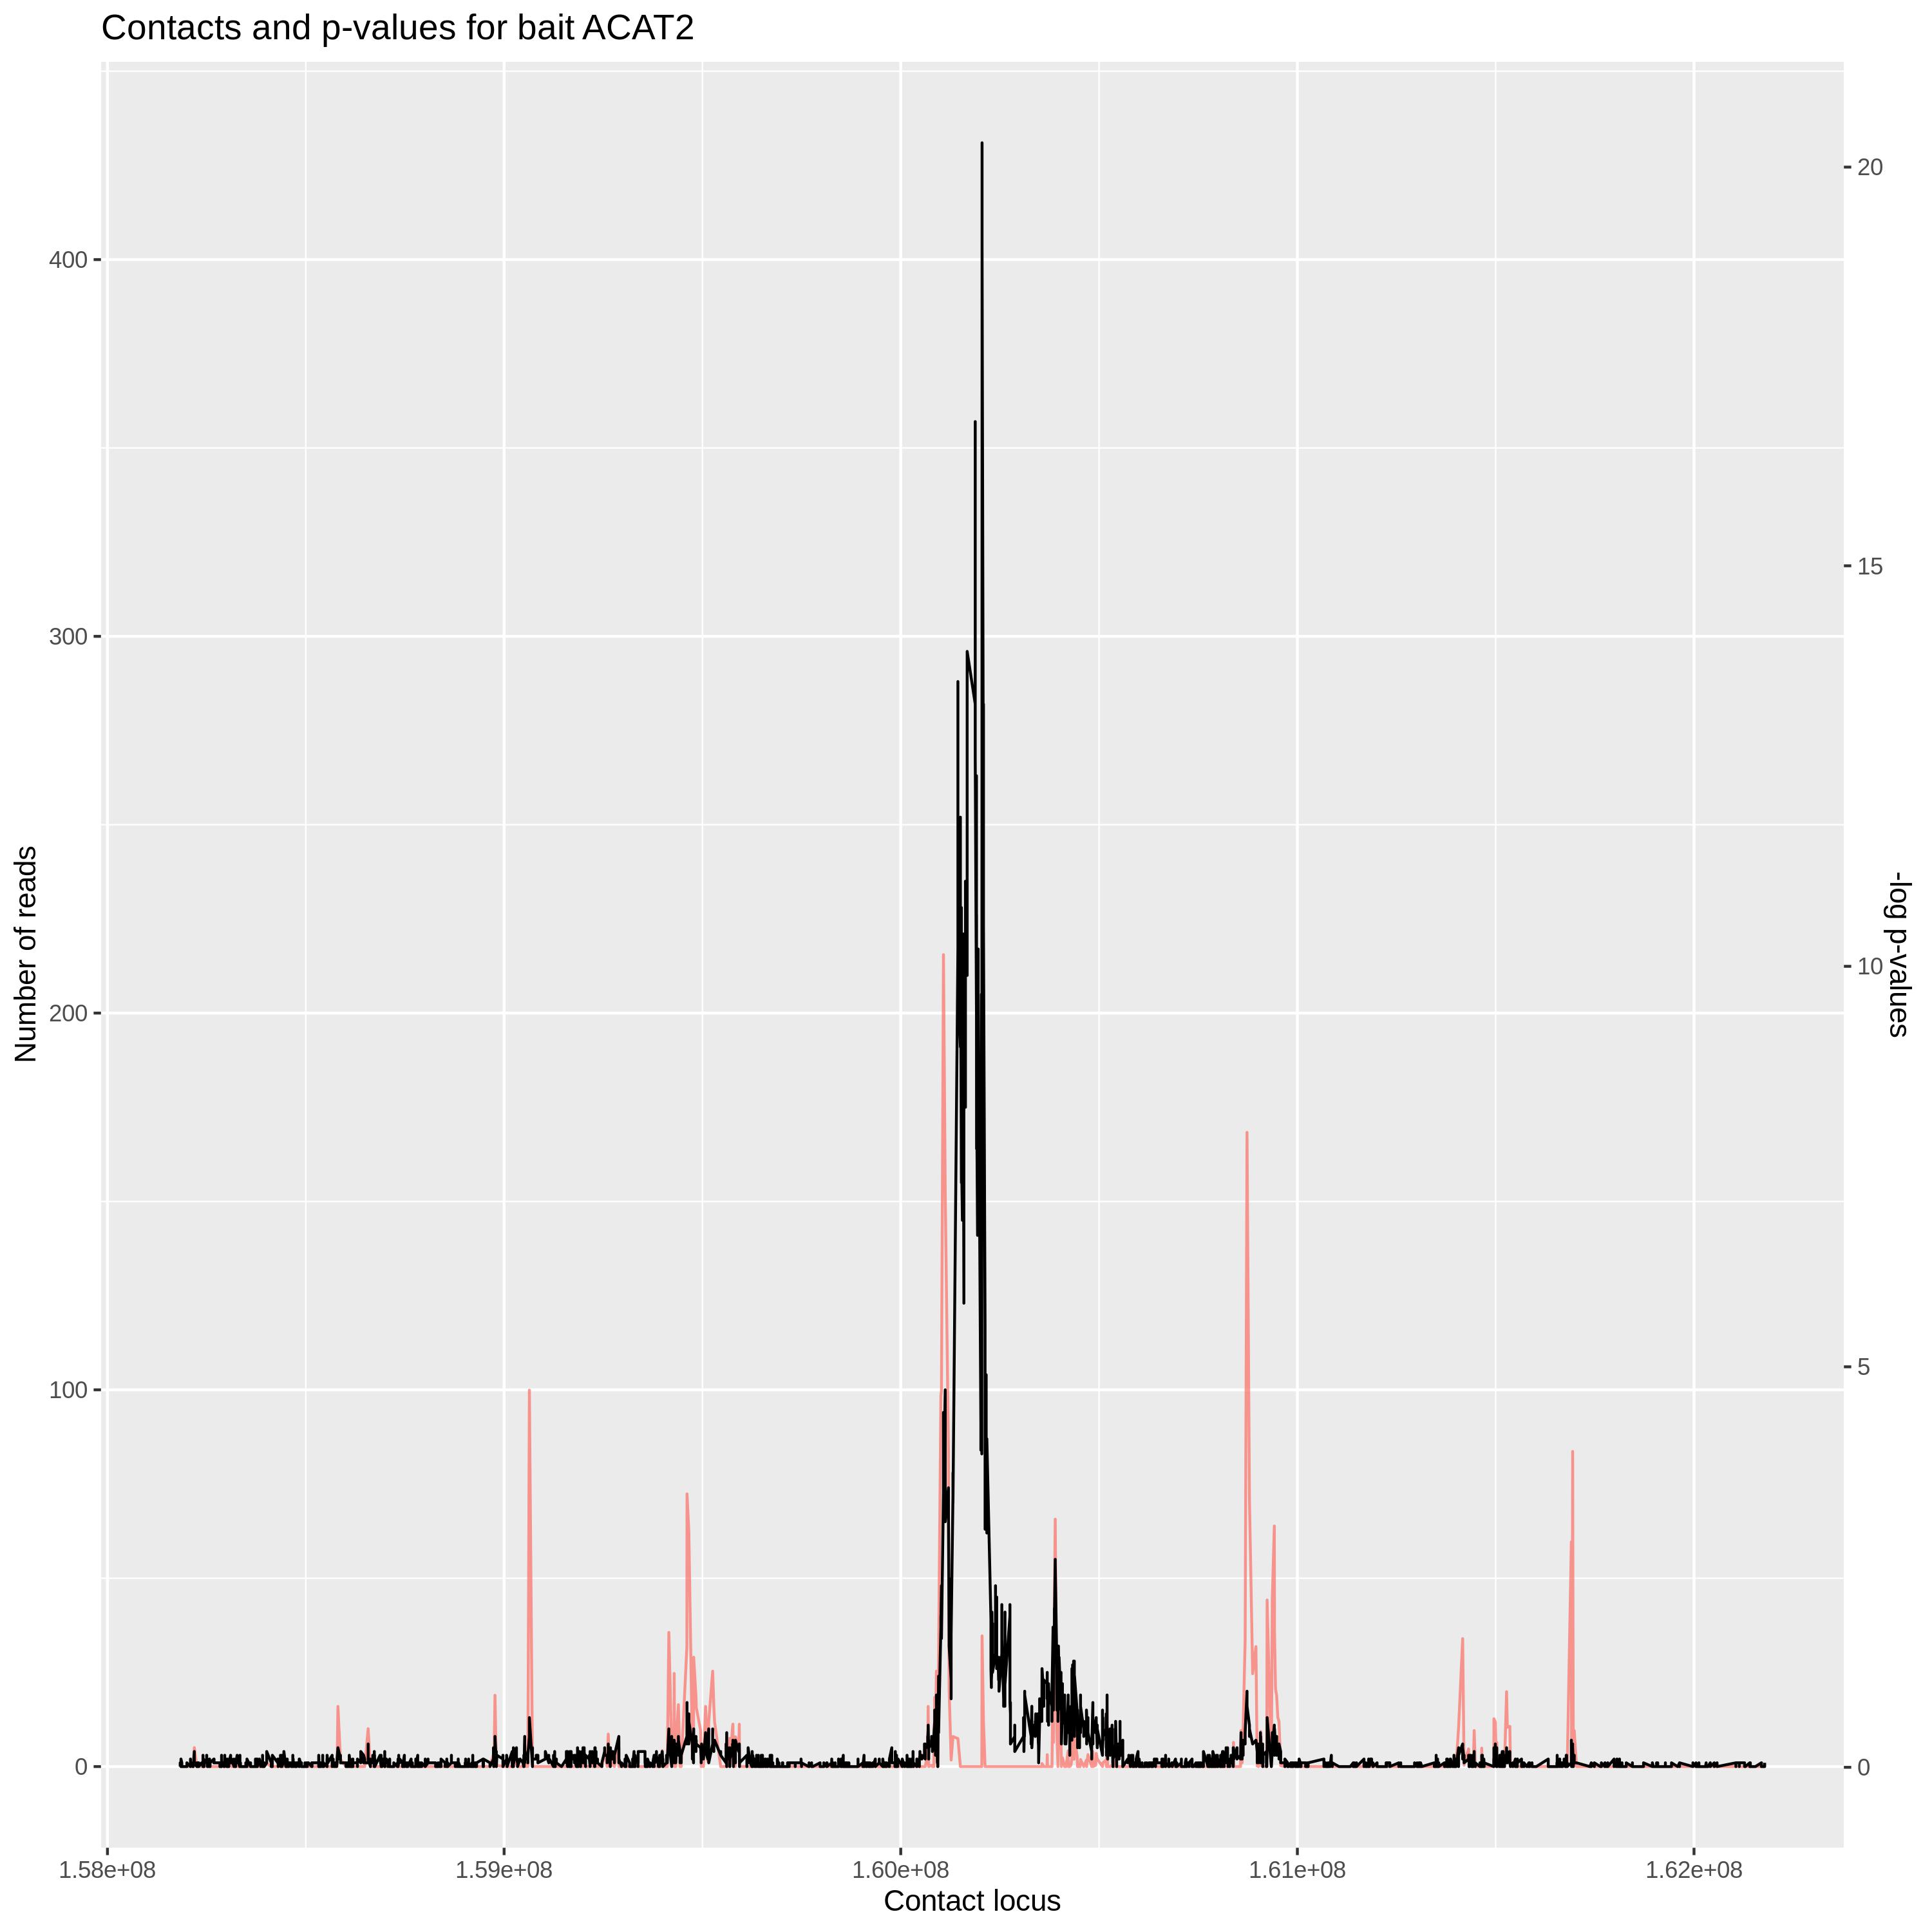 Contacts and p-values for bait ACAT2
400
300
200
100
0
Number of reads
20
15
10
5
0
-log p-values
1.58e+08
1.59e+08
1.60e+08
1.61e+08
1.62e+08
Contact locus